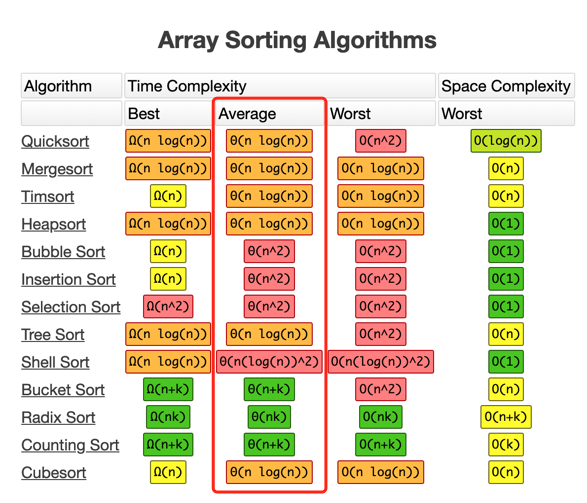 Array Sorting Algorithms
Algorithm Time Complexity Space Complexity
Best Average Worst Worst
Quicksort Ω(n log(n)) θ(n log(n)) O(n^2) O(log(n))
Mergesort Ω(n log(n)) θ(n log(n)) O(n log(n)) O(n)
Timsort Ω(n) θ(n log(n)) O(n log(n)) O(n)
Heapsort Ω(n log(n)) θ(n log(n)) O(n log(n)) O(1)
Bubble Sort Ω(n) θ(n^2) O(n^2) O(1)
Insertion Sort Ω(n) θ(n^2) O(n^2) O(1)
Selection Sort Ω(n^2) θ(n^2) O(n^2) O(1)
Tree Sort Ω(n log(n)) θ(n log(n)) O(n^2) O(n)
Shell Sort Ω(n log(n)) θ(n(log(n))^2) O(n(log(n))^2) O(1)
Bucket Sort Ω(n+k) θ(n+k) O(n^2) O(n)
Radix Sort Ω(nk) θ(nk) O(nk) O(n+k)
Counting Sort Ω(n+k) θ(n+k) O(n+k) O(k)
Cubesort Ω(n) θ(n log(n)) O(n log(n)) O(n)